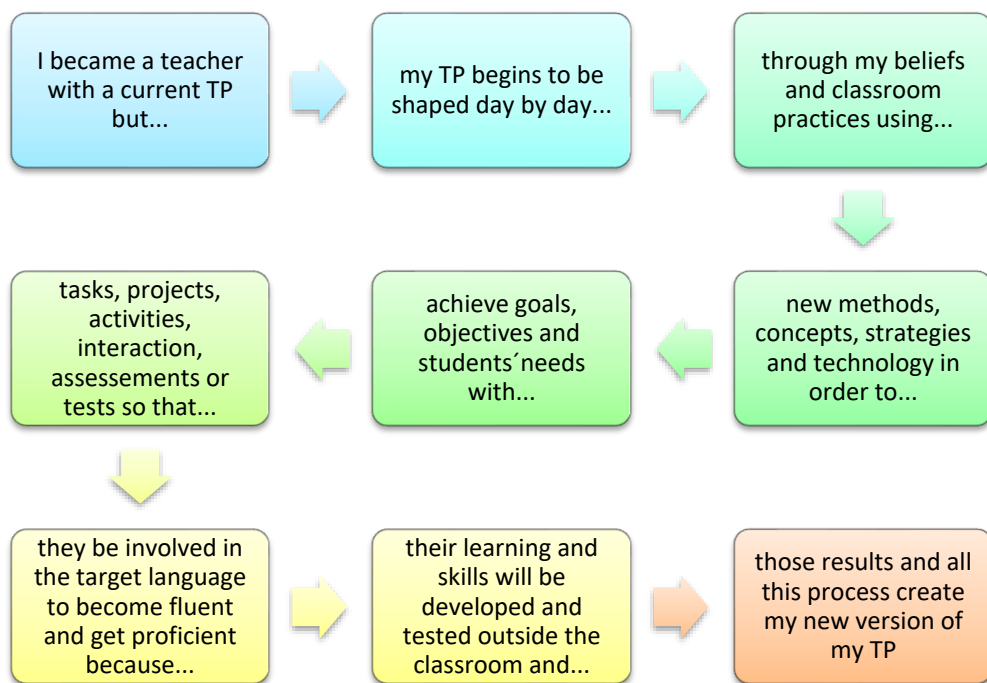 I became a teacher
with a current TP
but...
my TP begins to be
shaped day by day...
through my beliefs
and classroom
practices using...
new methods,
concepts, strategies
and technology in
order to...
achieve goals,
objectives and
students´needs
with...
tasks, projects,
activities,
interaction,
assessements or
tests so that...
they be involved in
the target language
to become fluent
and get proficient
because...
their learning and
skills will be
developed and
tested outside the
classroom and...
those results and all
this process create
my new version of
my TP